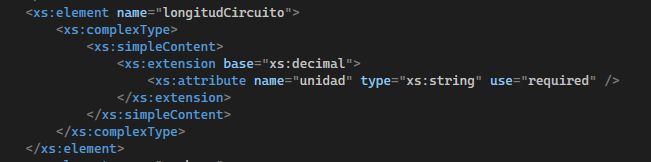 <xs:element name="longitudCircuito">
<xs:complexType>
<xs:simpleContent>
<xs:extension base="xs:decimal">
<xs:attribute name="unidad" type="xs:string" use="required" />
</xs:extension>
</xs:simpleContent>
</xs:complexType>
</xs:element>